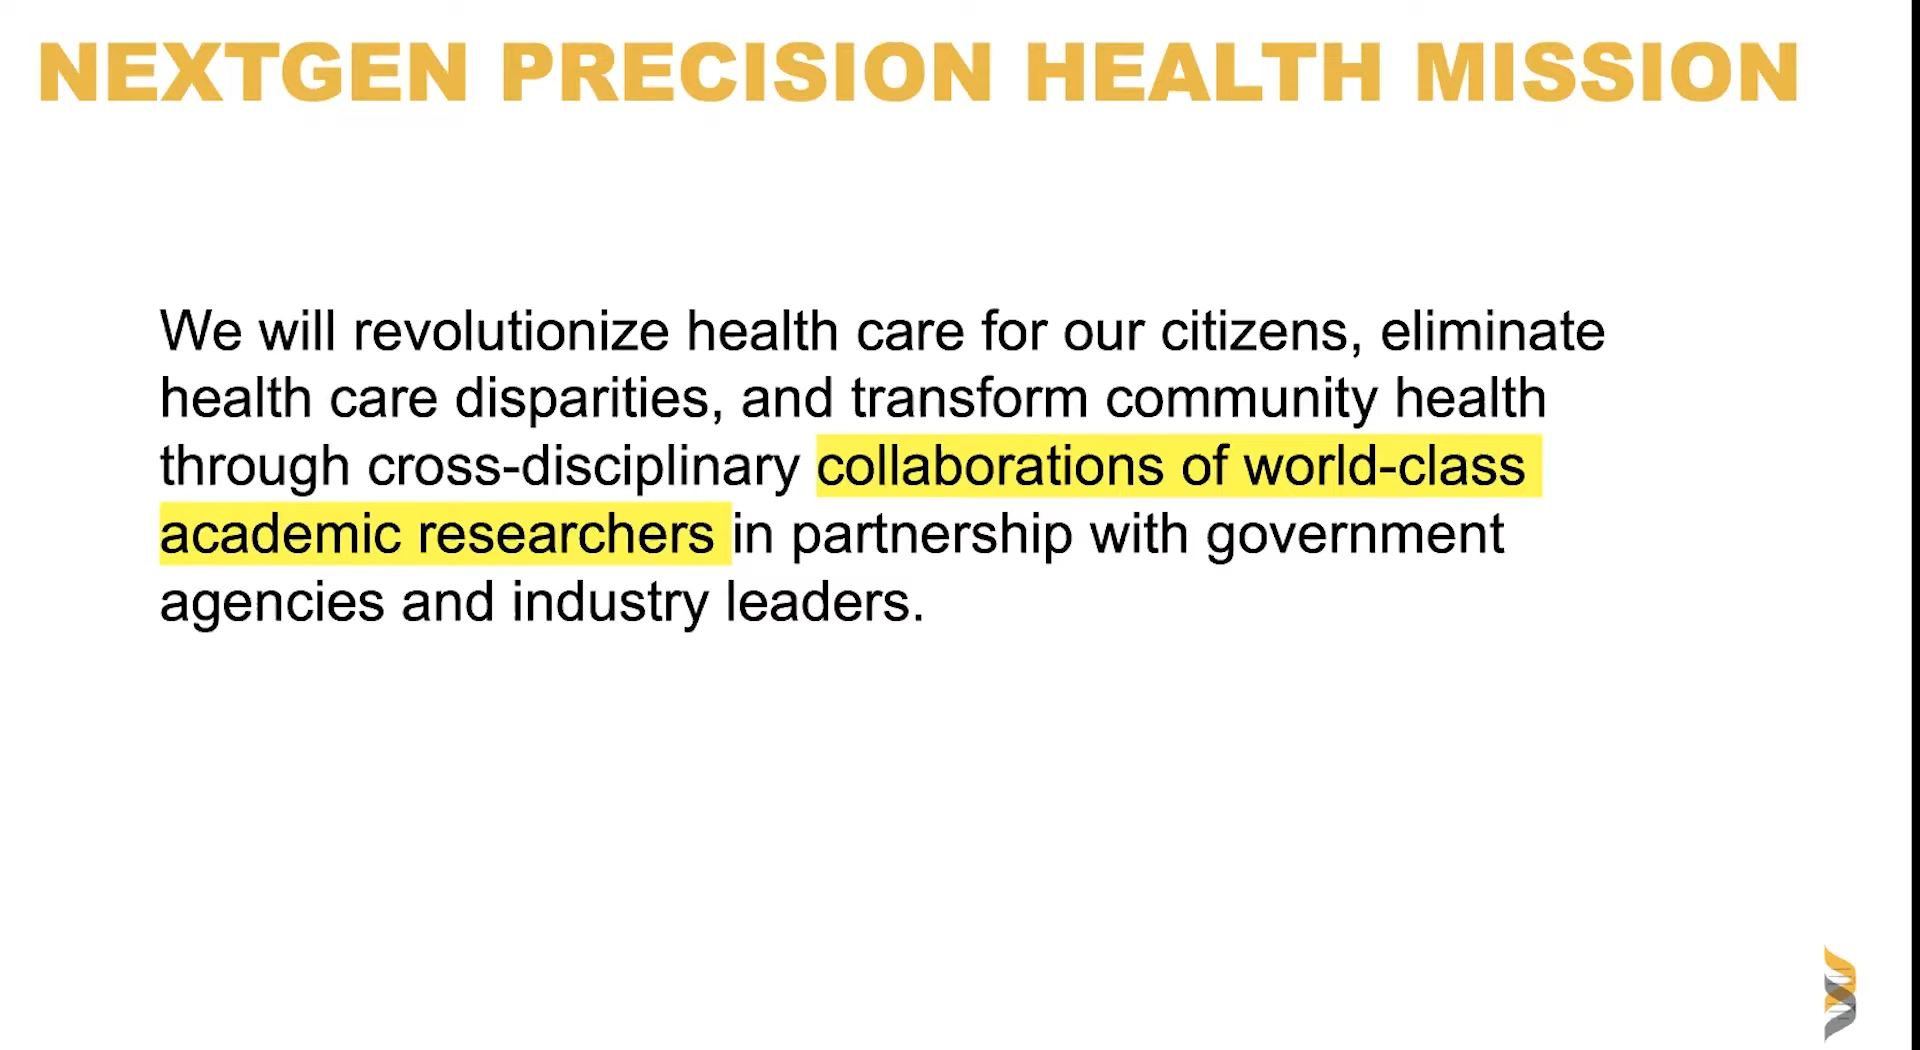 NEXTGEN PRECISION HEALTH MISSION
We will revolutionize health care for our citizens, eliminate
health care disparities, and transform community health
through cross-disciplinary collaborations of world-class
academic researchers in partnership with government
agencies and industry leaders.